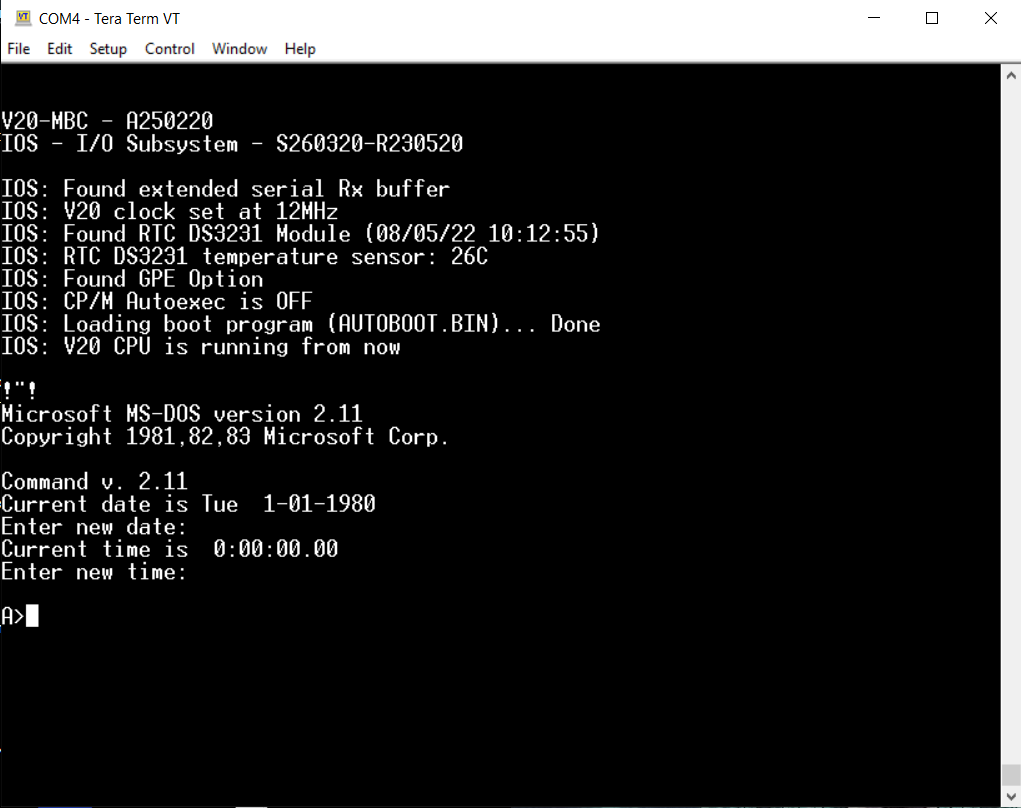 COM4 - Tera Term VT
File Edit Setup Control Window Help
V20-MBC - A250220
IOS - I/O Subsystem - S260320-R230520
IOS: Found extended serial Rx buffer
IOS: V20 clock set at 12MHz
IOS: Found RTC DS3231 Module (08/05/22 10:12:55)
IOS: RTC DS3231 temperature sensor: 26C
IOS: Found GPE Option
IOS: CP/M Autoexec is OFF
IOS: Loading boot program (AUTOBOOT.BIN)... Done
IOS: V20 CPU is running from now
!"!
Microsoft MS-DOS version 2.11
Copyright 1981,82,83 Microsoft Corp.
Command v. 2.11
Current date is Tue  1-01-1980
Enter new date:
Current time is  0:00:00.00
Enter new time:
A>